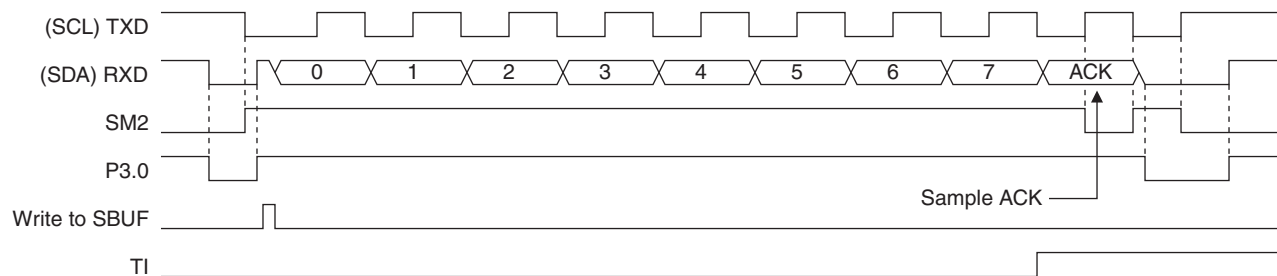 (SCL) TXD
(SDA) RXD 0 1 2 3 4 5 6 7 ACK
SM2
P3.0
Sample ACK
Write to SBUF
TI